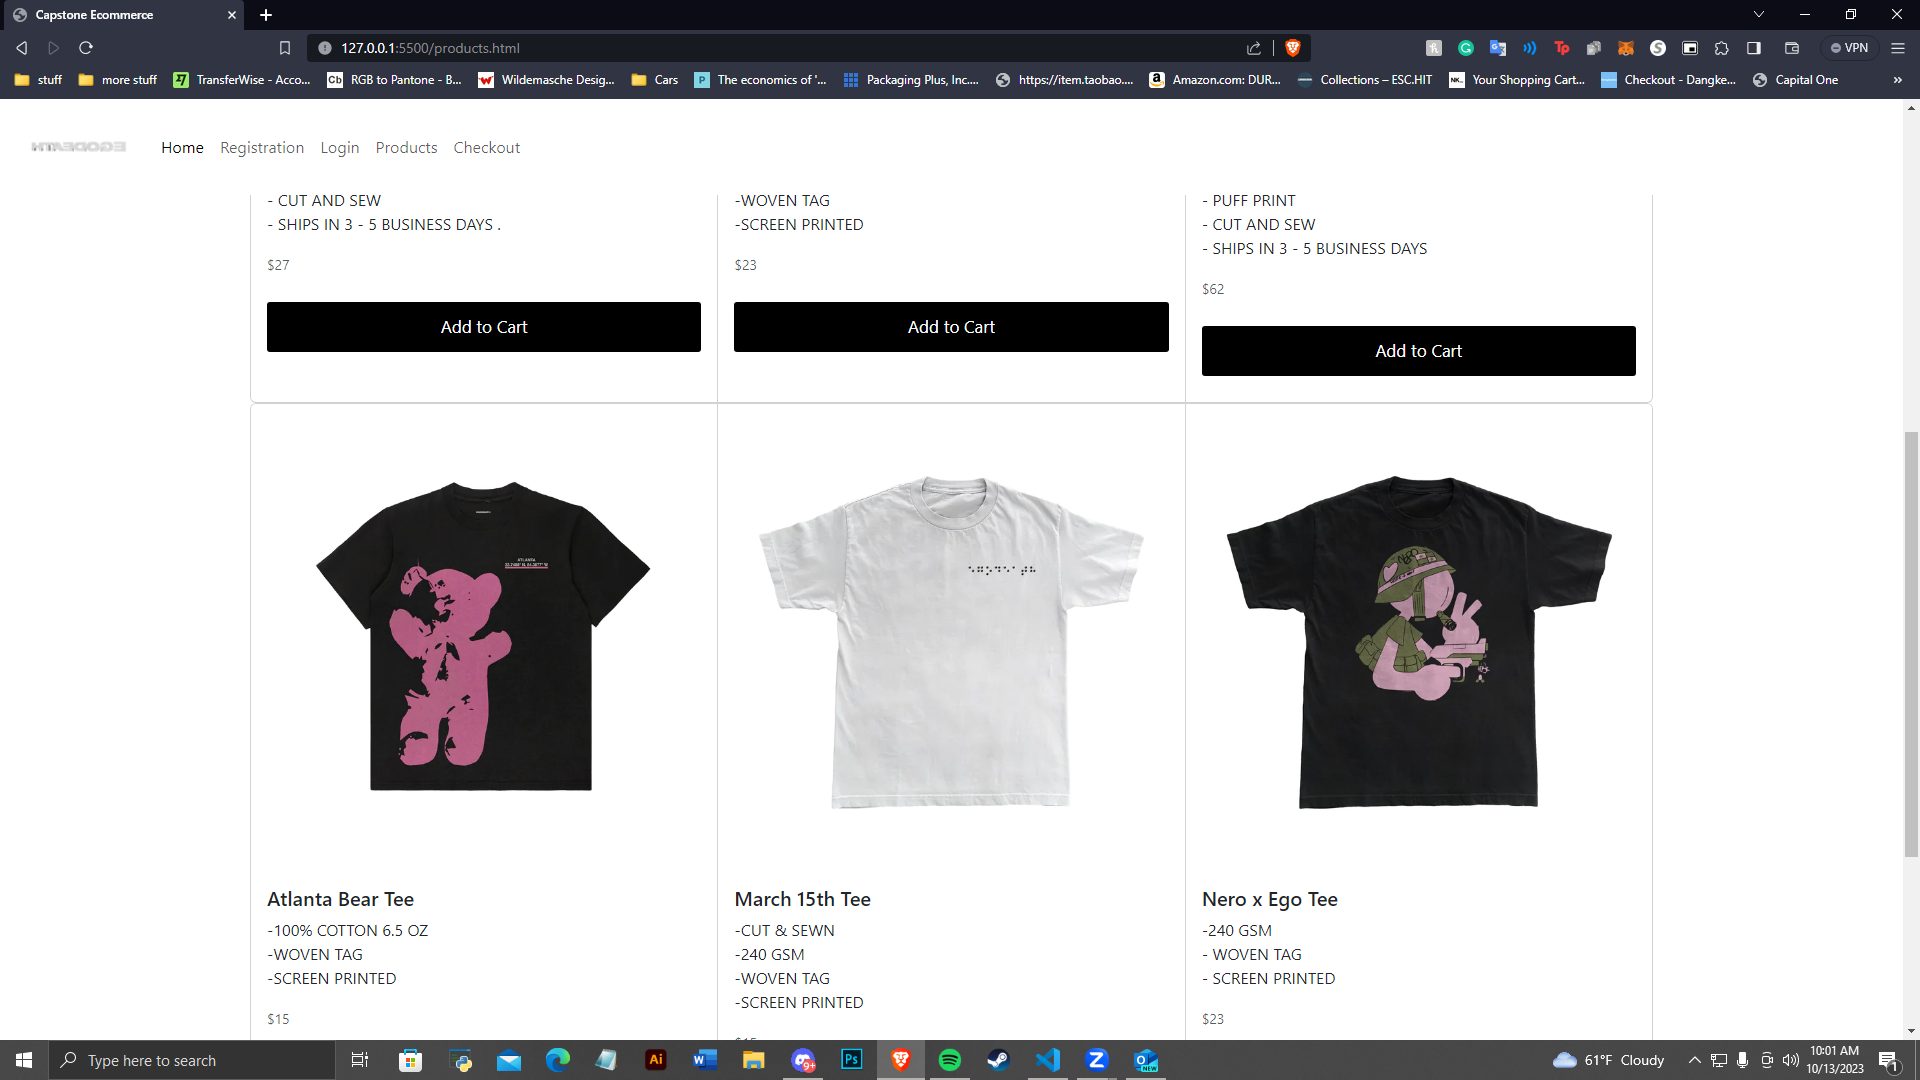 Capstone Ecommerce
127.0.0.1:5500/products.html
VPN
stuff
more stuff
TransferWise - Acco...
RGB to Pantone - B...
Wildemasche Desig...
Cars
The economics of '...
Packaging Plus, Inc....
https://item.taobao....
Amazon.com: DUR...
Collections – ESC.HIT
Your Shopping Cart...
Checkout - Dangke...
Capital One
EGODEATH
Home
Registration
Login
Products
Checkout
- CUT AND SEW
- SHIPS IN 3 - 5 BUSINESS DAYS .
$27
Add to Cart
-WOVEN TAG
-SCREEN PRINTED
$23
Add to Cart
- PUFF PRINT
- CUT AND SEW
- SHIPS IN 3 - 5 BUSINESS DAYS
$62
Add to Cart
ATLANTA
Atlanta Bear Tee
-100% COTTON 6.5 OZ
-WOVEN TAG
-SCREEN PRINTED
$15
March 15th Tee
-CUT & SEWN
-240 GSM
-WOVEN TAG
-SCREEN PRINTED
Nero x Ego Tee
-240 GSM
- WOVEN TAG
- SCREEN PRINTED
$23
Type here to search
61°F Cloudy
10:01 AM
10/13/2023